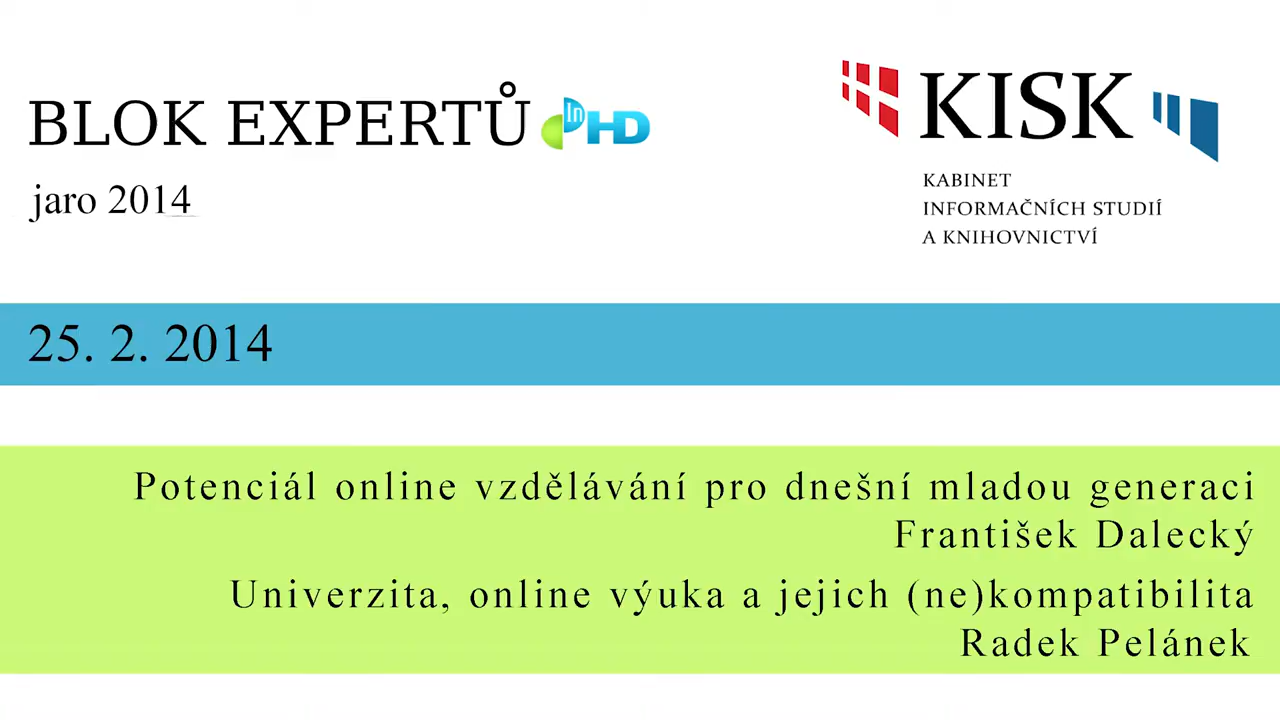 BLOK EXPERTŮ InHD
jaro 2014
KISK
KABINET
INFORMAČNÍCH STUDIÍ
A KNIHOVNICTVÍ
25. 2. 2014
Potenciál online vzdělávání pro dnešní mladou generaci
František Dalecký
Univerzita, online výuka a jejich (ne)kompatibilita
Radek Pelánek